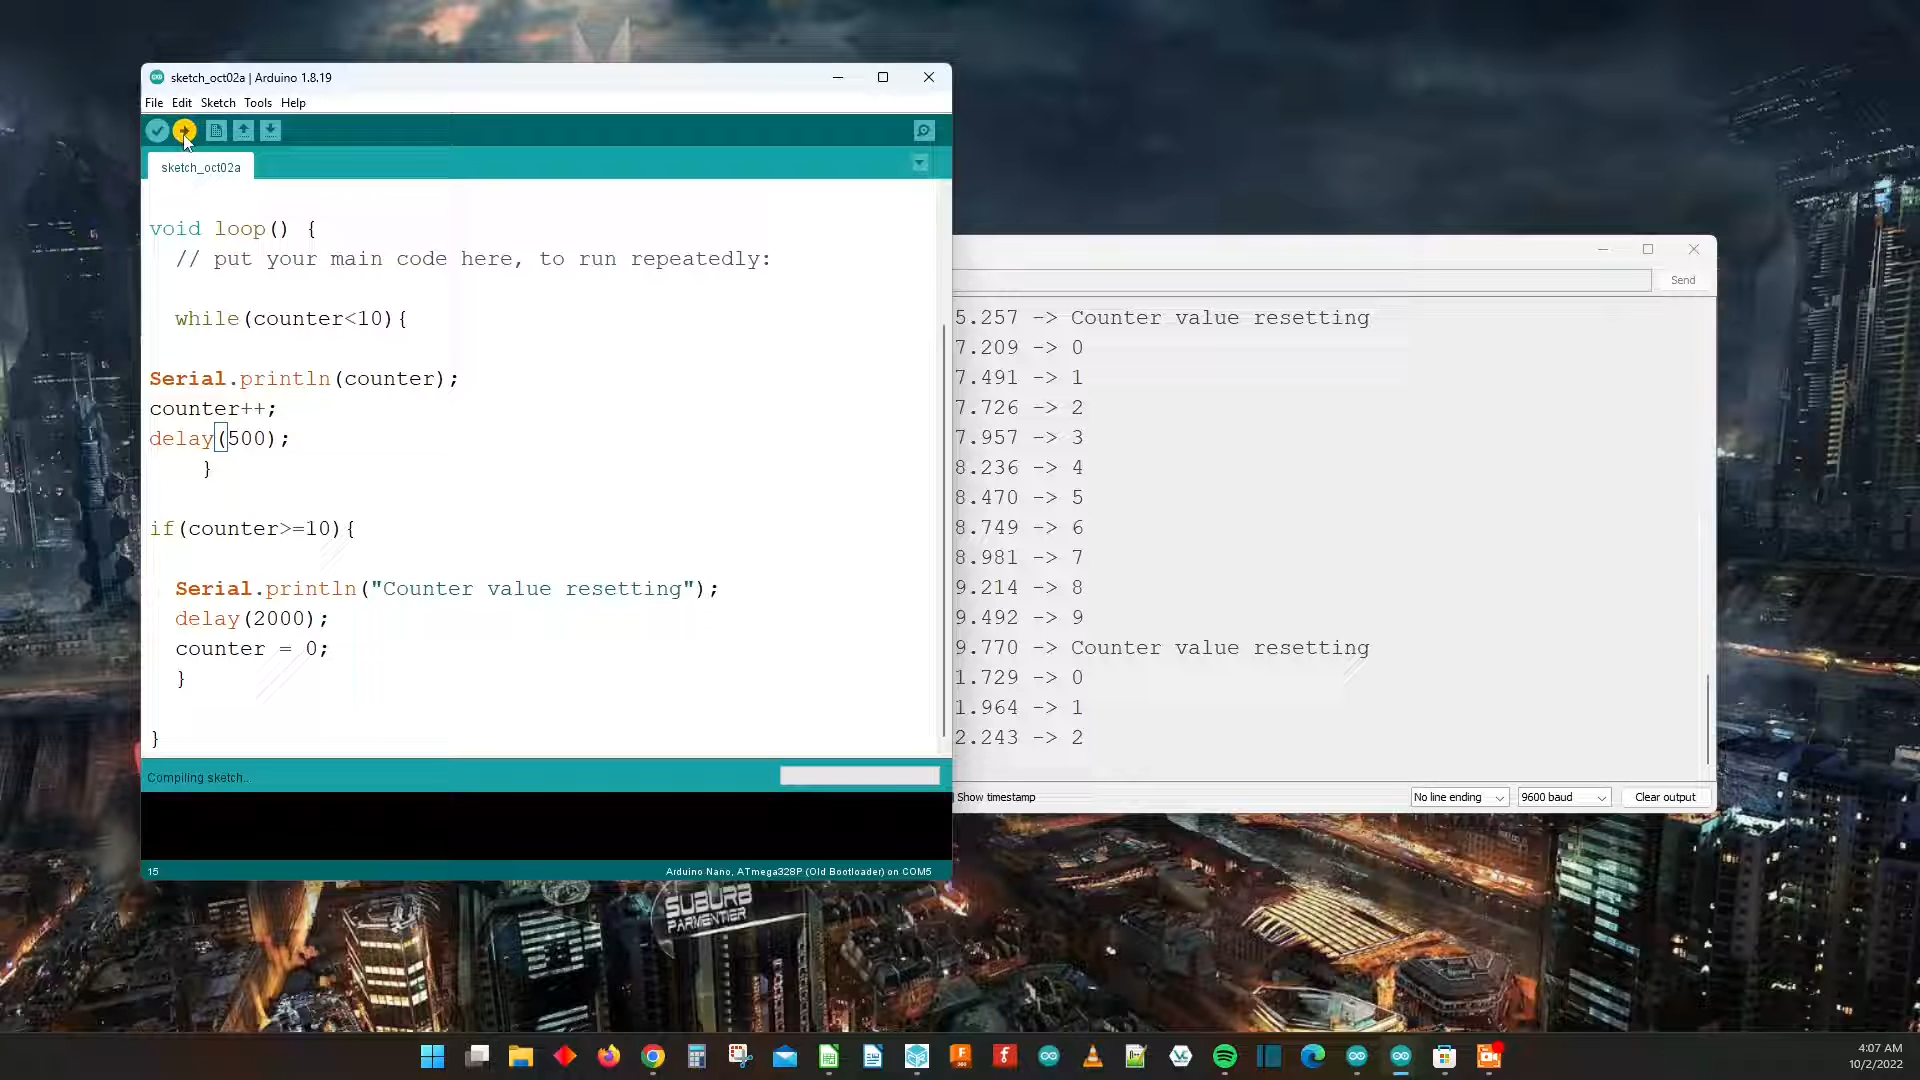 sketch_oct02a | Arduino 1.8.19
File Edit Sketch Tools Help
sketch_oct02a
void loop() {
// put your main code here, to run repeatedly:
while(counter<10){
Serial.println(counter);
counter++;
delay(500);
}
if(counter>=10){
Serial.println("Counter value resetting");
delay(2000);
counter = 0;
}
}
Compiling sketch...
15
Arduino Nano, ATmega328P (Old Bootloader) on COM5
Send
5.257 -> Counter value resetting
7.209 -> 0
7.491 -> 1
7.726 -> 2
7.957 -> 3
8.236 -> 4
8.470 -> 5
8.749 -> 6
8.981 -> 7
9.214 -> 8
9.492 -> 9
9.770 -> Counter value resetting
1.729 -> 0
1.964 -> 1
2.243 -> 2
Show timestamp
No line ending
9600 baud
Clear output
SUBURB
PARMENTIER
4:07 AM
10/2/2022